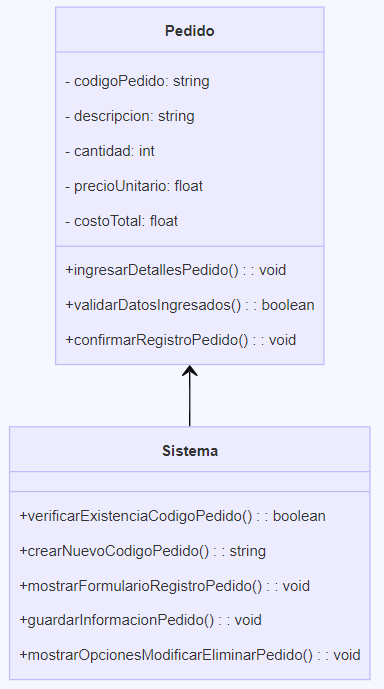 Pedido
- codigoPedido: string
- descripcion: string
- cantidad: int
- precioUnitario: float
- costoTotal: float
+ingresarDetallesPedido() : : void
+validarDatosIngresados() : : boolean
+confirmarRegistroPedido() : : void
Sistema
+verificarExistenciaCodigoPedido() : : boolean
+crearNuevoCodigoPedido() : : string
+mostrarFormularioRegistroPedido() : : void
+guardarInformacionPedido() : : void
+mostrarOpcionesModificarEliminarPedido() : : void